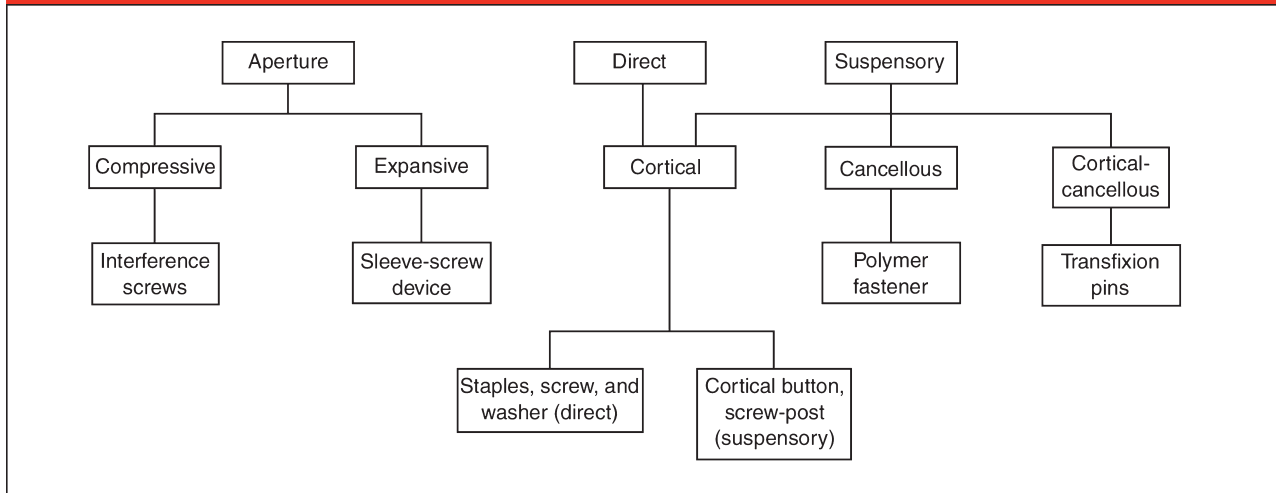 Aperture
Direct
Suspensory
Compressive
Expansive
Cortical
Cancellous
Cortical-
cancellous
Interference
screws
Sleeve-screw
device
Polymer
fastener
Transfixion
pins
Staples, screw, and
washer (direct)
Cortical button,
screw-post
(suspensory)